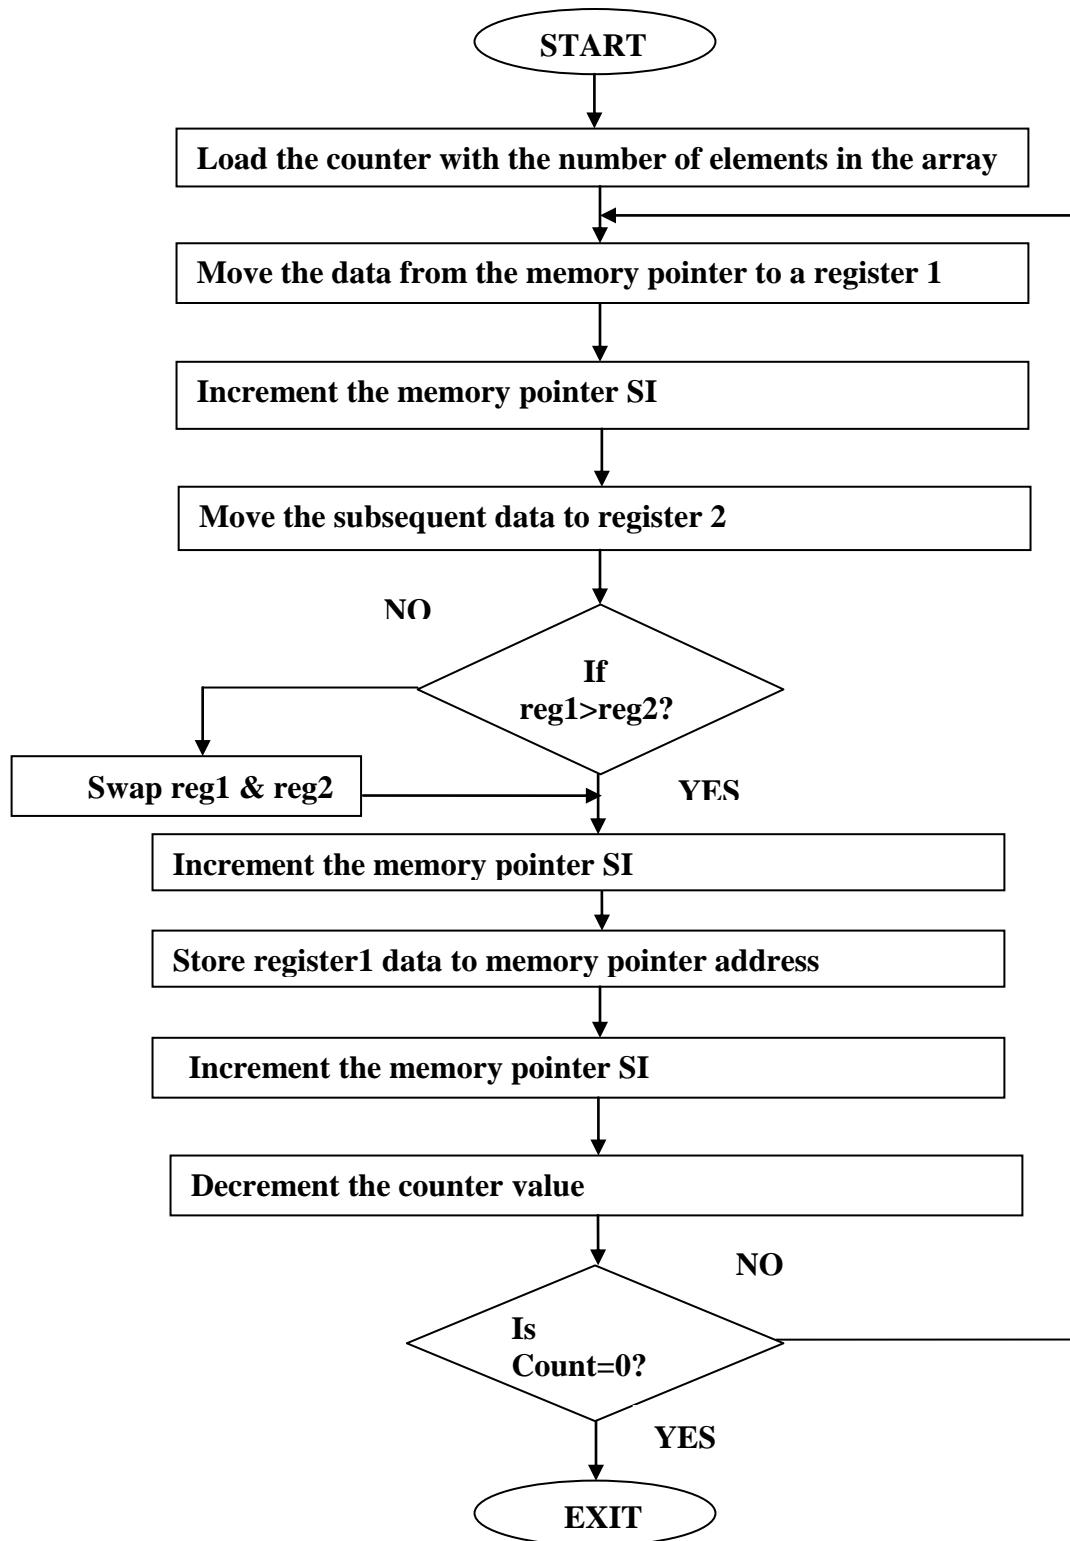 START
Load the counter with the number of elements in the array
Move the data from the memory pointer to a register 1
Increment the memory pointer SI
Move the subsequent data to register 2
NO
If
reg1>reg2?
Swap reg1 & reg2
YES
Increment the memory pointer SI
Store register1 data to memory pointer address
Increment the memory pointer SI
Decrement the counter value
NO
Is
Count=0?
YES
EXIT